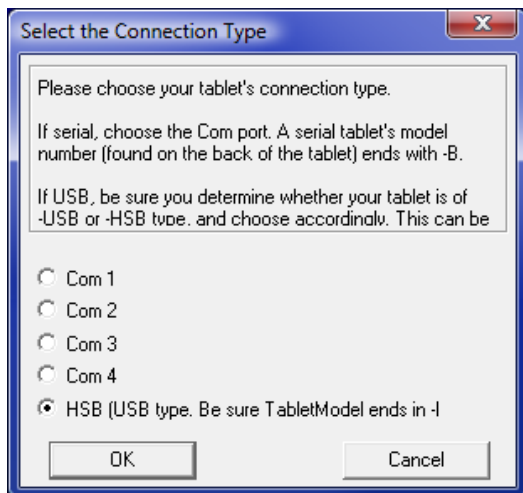 Select the Connection Type
Please choose your tablet's connection type.
If serial, choose the Com port. A serial tablet's model
number (found on the back of the tablet) ends with -B.
If USB, be sure you determine whether your tablet is of
-USB or -HSB type, and choose accordingly. This can be
Com 1
Com 2
Com 3
Com 4
HSB (USB type. Be sure TabletModel ends in -
OK
Cancel